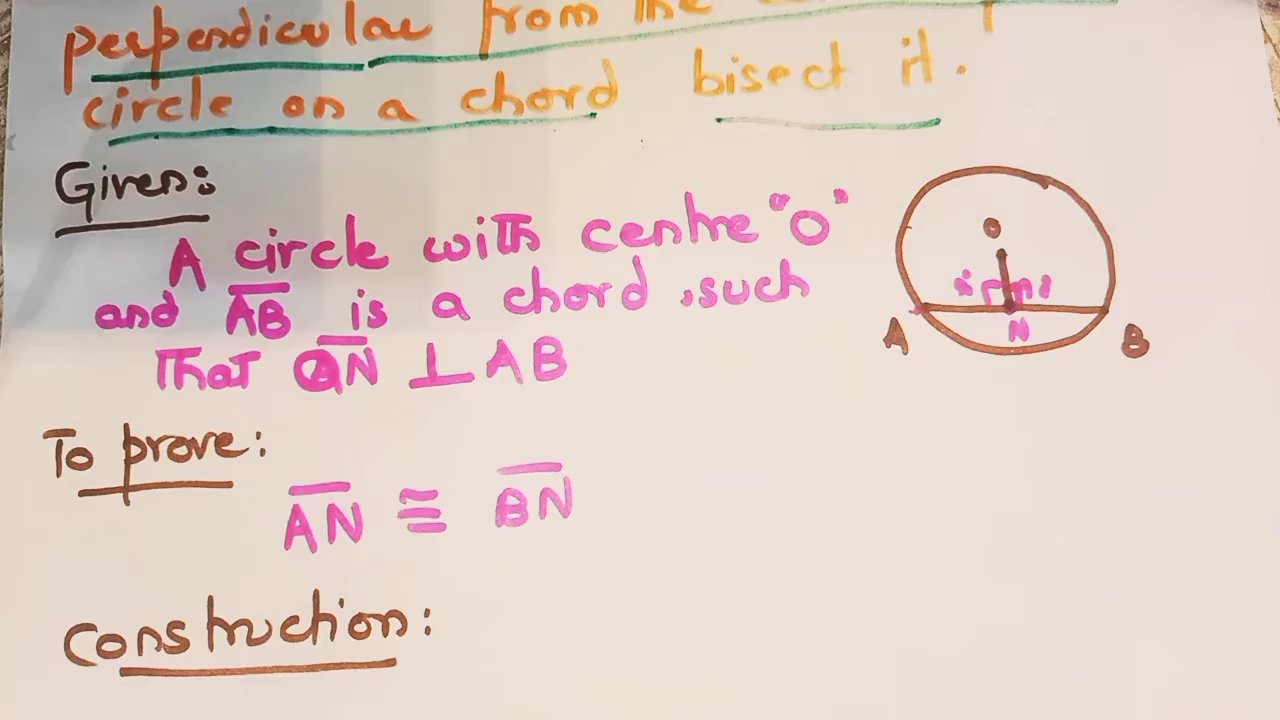 perpendicular from the
circle on a chord bisect it.
Given:
A circle with centre "O"
and AB is a chord, such
That ON ⊥ AB
O
A
N
B
To prove:
AN ≅ BN
Construction: